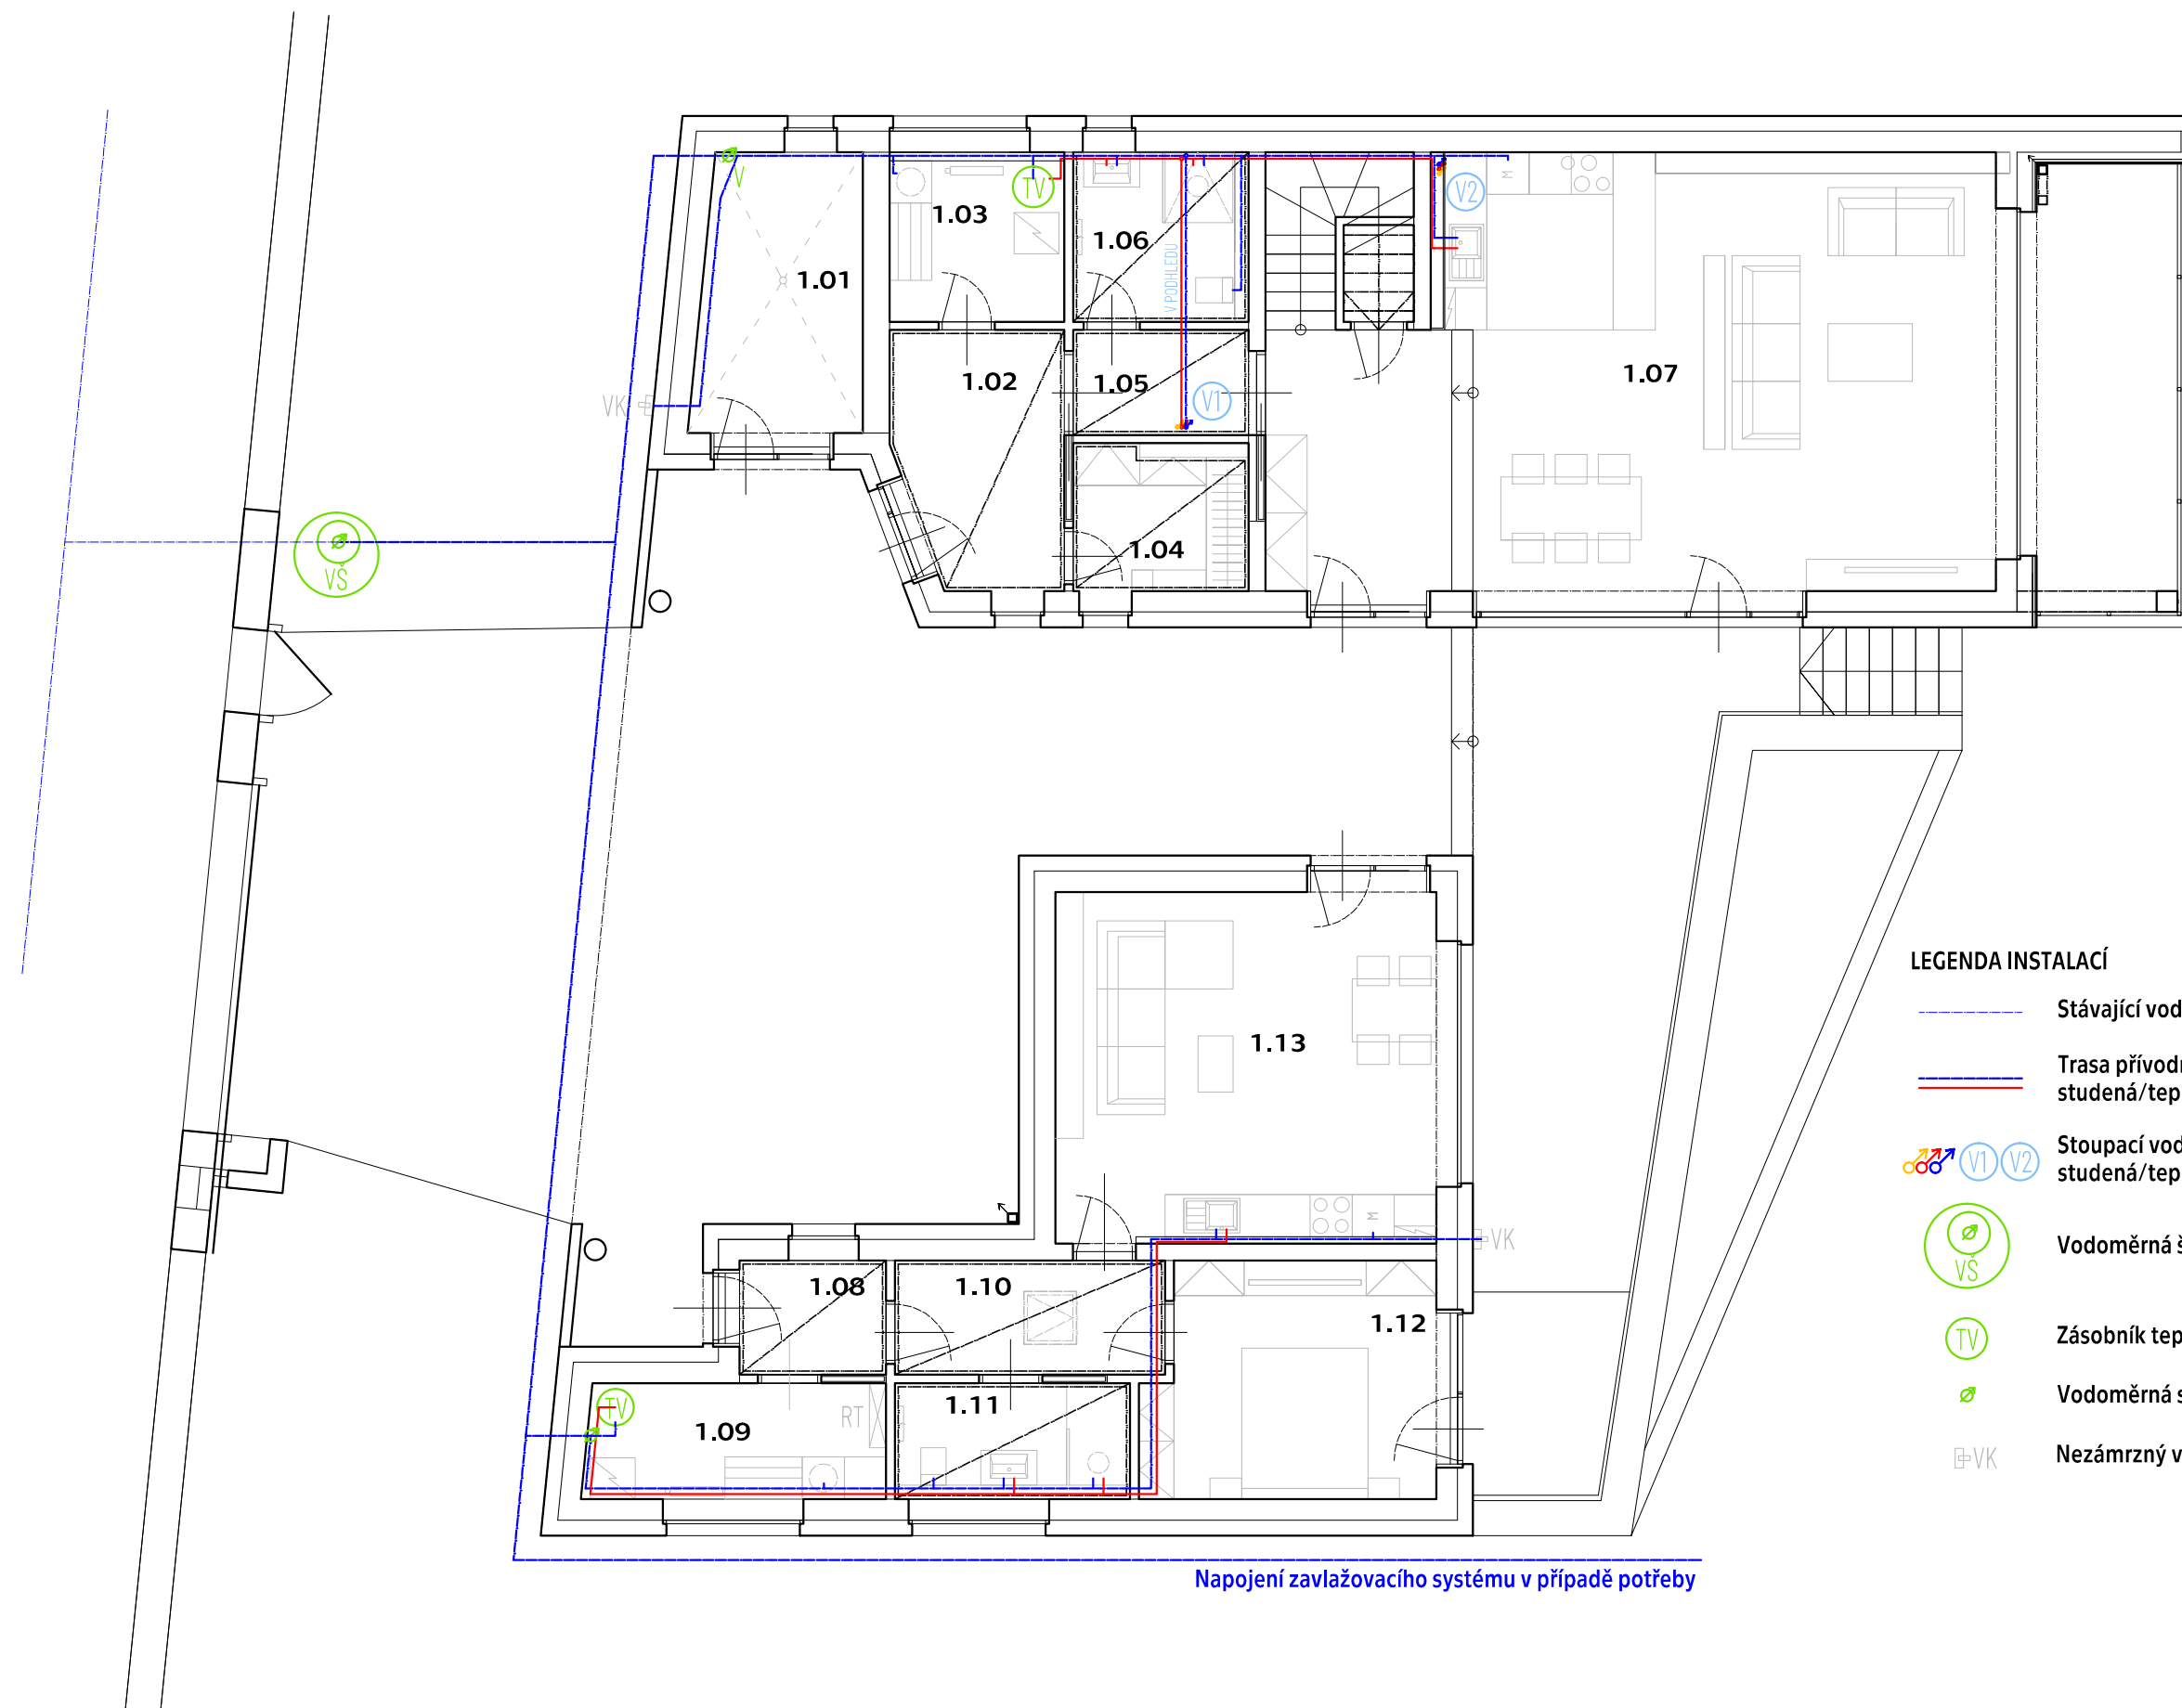 V
TV
1.03
V2
M
1.06
V PODHLEDU
1.01
1.02
1.05
V1
1.07
VK
1.04
VŠ
LEGENDA INSTALACÍ
Stávající vod
1.13
Trasa přívodn
studená/tep
V1 V2
Stoupací vod
studená/tep
M
VK
VŠ
Vodoměrná š
1.08
1.10
1.12
TV
Zásobník tep
TV
1.09
RT
1.11
Vodoměrná s
VK
Nezámrzný v
Napojení zavlažovacího systému v případě potřeby